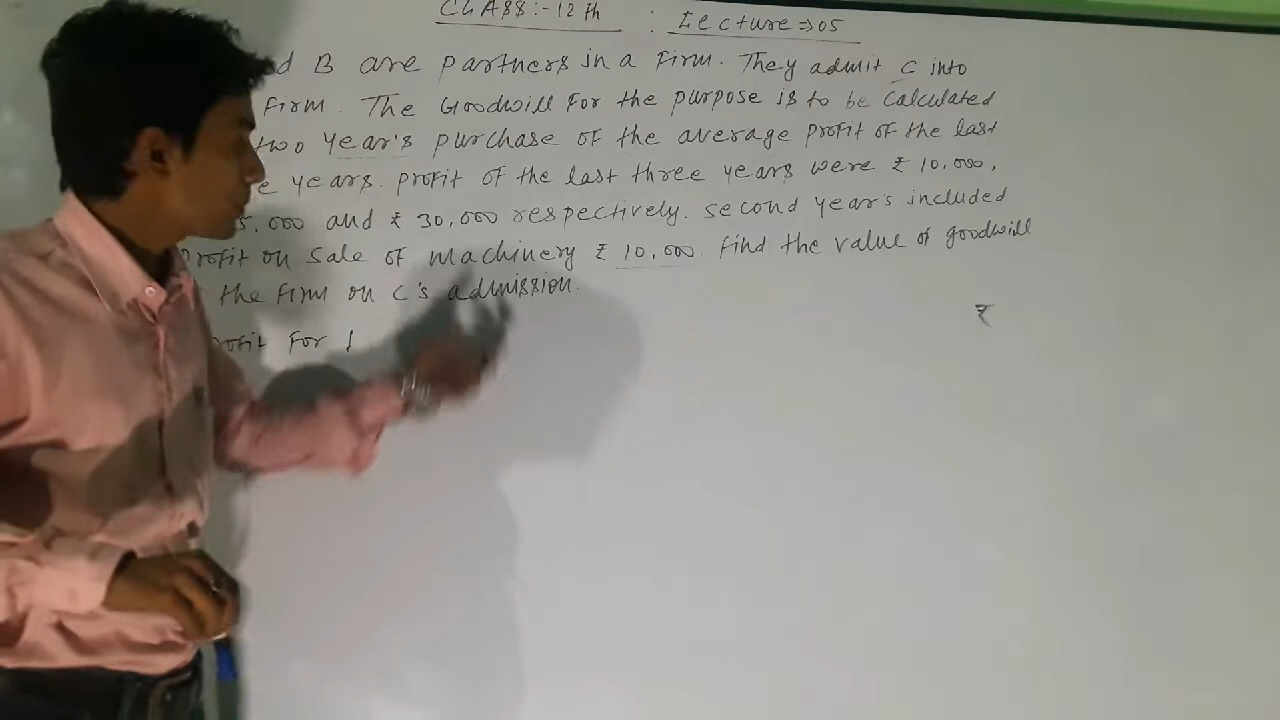 CLASS:- 12 th : Lecture => 05
B are partners in a firm. They admit C into
firm. The Goodwill for the purpose is to be calculated
two year's purchase of the average profit of the last
years. profit of the last three years were ₹ 10,000,
5,000 and ₹ 30,000 respectively. Second year's included
profit on sale of machinery ₹ 10,000. find the value of goodwill
the firm on C's admission.
₹
for 1